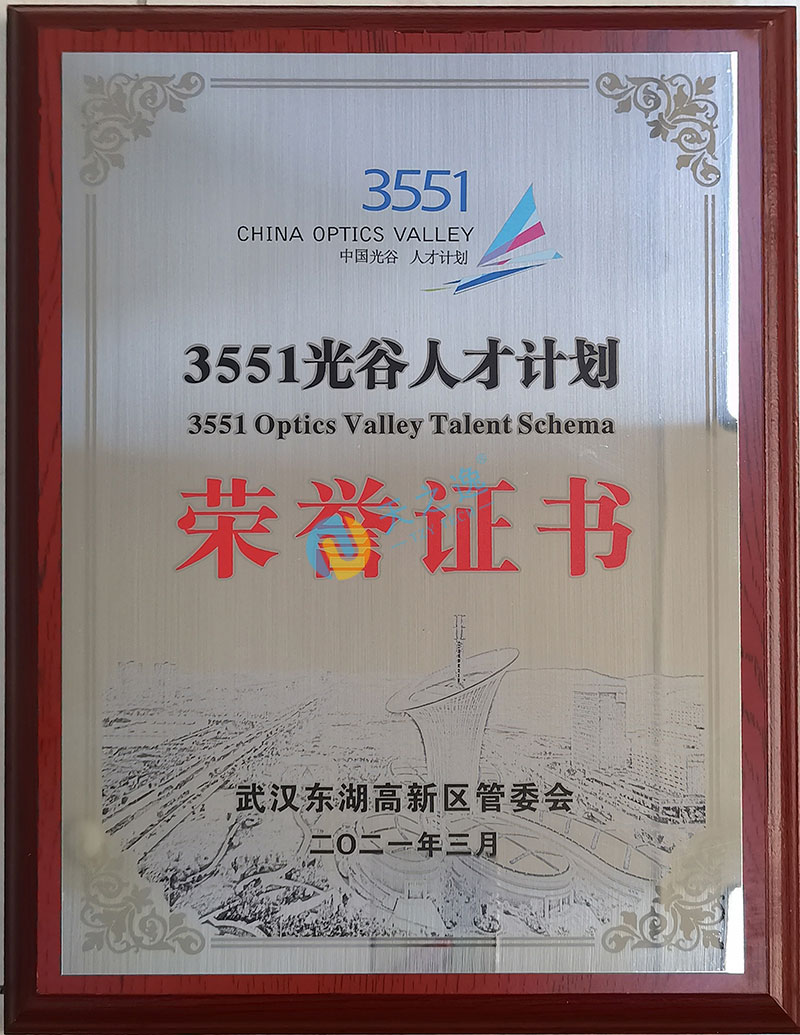 3551
CHINA OPTICS VALLEY
中国光谷 人才计划
3551光谷人才计划
3551 Optics Valley Talent Schema
荣誉证书
武汉东湖高新区管委会
二〇二一年三月